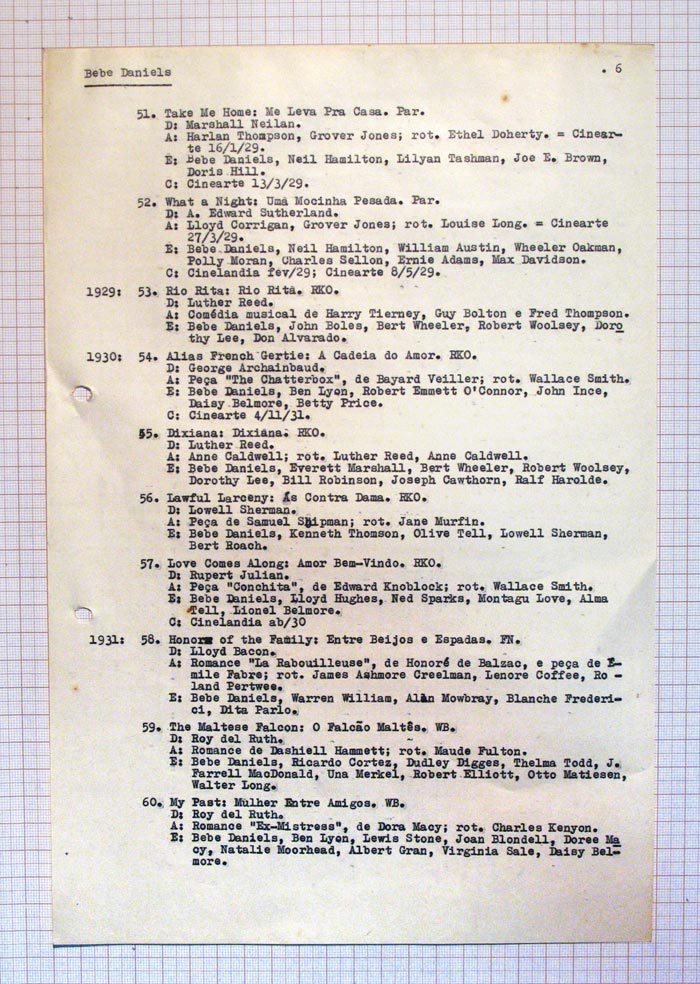 Bebe Daniels . 6
51. Take Me Home: Me Leva Pra Casa. Par.
D: Marshall Neilan.
A: Harlan Thompson, Grover Jones; rot. Ethel Doherty. = Cinear-
te 16/1/29.
E: Bebe Daniels, Neil Hamilton, Lilyan Tashman, Joe E. Brown,
Doris Hill.
C: Cinearte 13/3/29.
52. What a Night: Uma Mocinha Pesada. Par.
D: A. Edward Sutherland.
A: Lloyd Corrigan, Grover Jones; rot. Louise Long. = Cinearte
27/3/29.
E: Bebe Daniels, Neil Hamilton, William Austin, Wheeler Oakman,
Polly Moran, Charles Sellon, Ernie Adams, Max Davidson.
C: Cinelandia fev/29; Cinearte 8/5/29.
1929: 53. Rio Rita: Rio Rita. RKO.
D: Luther Reed.
A: Comédia musical de Harry Tierney, Guy Bolton e Fred Thompson.
E: Bebe Daniels, John Boles, Bert Wheeler, Robert Woolsey, Doro
thy Lee, Don Alvarado.
1930: 54. Alias French Gertie: A Cadeia do Amor. RKO.
D: George Archainbaud.
A: Peça "The Chatterbox", de Bayard Veiller; rot. Wallace Smith.
E: Bebe Daniels, Ben Lyon, Robert Emmett O'Connor, John Ince,
Daisy Belmore, Betty Price.
C: Cinearte 4/11/31.
55. Dixiana: Dixiana. RKO.
D: Luther Reed.
A: Anne Caldwell; rot. Luther Reed, Anne Caldwell.
E: Bebe Daniels, Everett Marshall, Bert Wheeler, Robert Woolsey,
Dorothy Lee, Bill Robinson, Joseph Cawthorn, Ralf Harolde.
56. Lawful Larceny: Ás Contra Dama. RKO.
D: Lowell Sherman.
A: Peça de Samuel Shipman; rot. Jane Murfin.
E: Bebe Daniels, Kenneth Thomson, Olive Tell, Lowell Sherman,
Bert Roach.
57. Love Comes Along: Amor Bem-Vindo. RKO.
D: Rupert Julian.
A: Peça "Conchita", de Edward Knoblock; rot. Wallace Smith.
E: Bebe Daniels, Lloyd Hughes, Ned Sparks, Montagu Love, Alma
Tell, Lionel Belmore.
C: Cinelandia ab/30
1931: 58. Honor of the Family: Entre Beijos e Espadas. FN.
D: Lloyd Bacon.
A: Romance "La Rabouilleuse", de Honoré de Balzac, e peça de É-
mile Fabre; rot. James Ashmore Creelman, Lenore Coffee, Ro-
land Pertwee.
E: Bebe Daniels, Warren William, Alan Mowbray, Blanche Frederi-
ci, Dita Parlo.
59. The Maltese Falcon: O Falcão Maltês. WB.
D: Roy del Ruth.
A: Romance de Dashiell Hammett; rot. Maude Fulton.
E: Bebe Daniels, Ricardo Cortez, Dudley Digges, Thelma Todd, J.
Farrell MacDonald, Una Merkel, Robert Elliott, Otto Matiesen,
Walter Long.
60. My Past: Mulher Entre Amigos. WB.
D: Roy del Ruth.
A: Romance "Ex-Mistress", de Dora Macy; rot. Charles Kenyon.
E: Bebe Daniels, Ben Lyon, Lewis Stone, Joan Blondell, Doree Ma
cy, Natalie Moorhead, Albert Gran, Virginia Sale, Daisy Bel-
more.